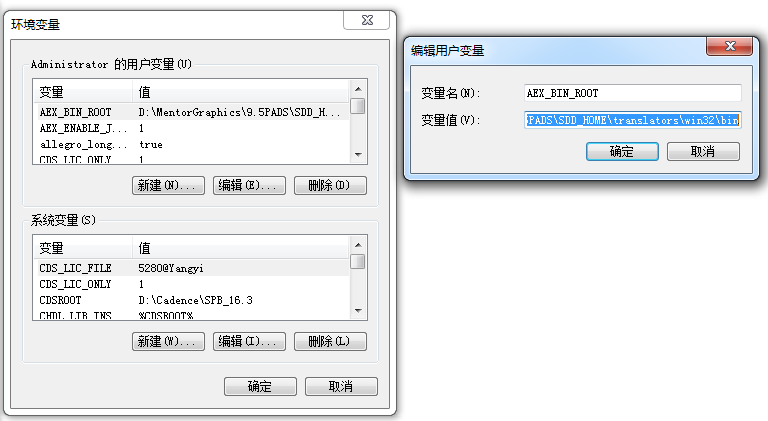 环境变量
Administrator 的用户变量(U)
变量 值
AEX_BIN_ROOT D:\MentorGraphics\9.5PADS\SDD_H...
AEX_ENABLE_J... 1
allegro_long... true
CDS_LIC_ONLY 1
新建(N)... 编辑(E)... 删除(D)
系统变量(S)
变量 值
CDS_LIC_FILE 5280@Yangyi
CDS_LIC_ONLY 1
CDSROOT D:\Cadence\SPB_16.3
CHDL_LIB_INS %CDSROOT%
新建(W)... 编辑(I)... 删除(L)
确定 取消
编辑用户变量
变量名(N): AEX_BIN_ROOT
变量值(V): PADS\SDD_HOME\translators\win32\bin
确定 取消